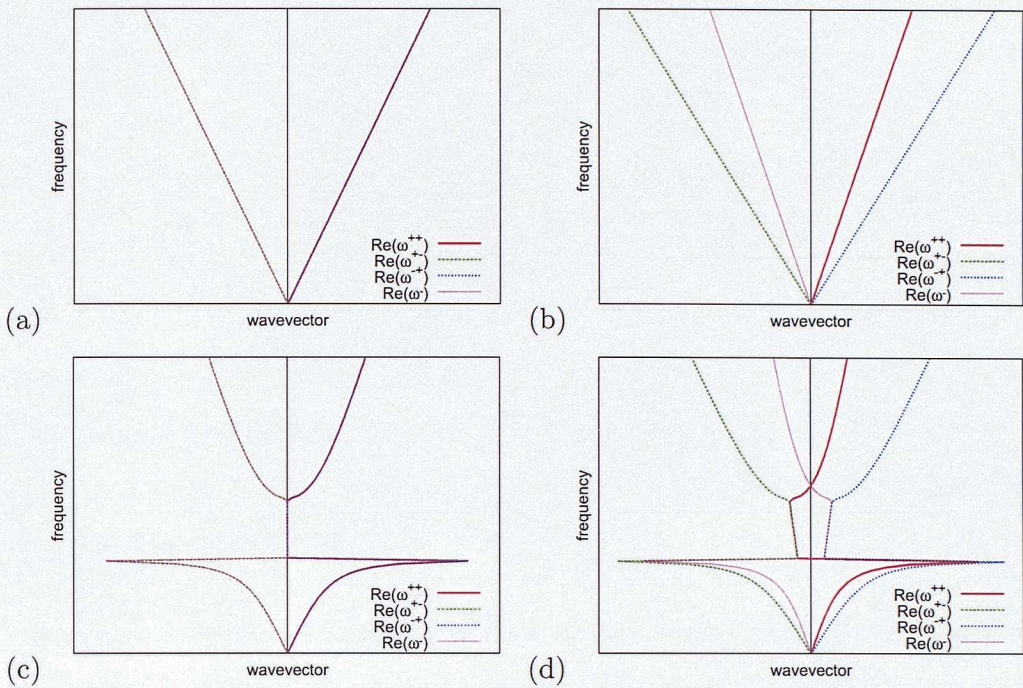 frequency
Re(ω⁺⁺)
Re(ω⁺⁻)
Re(ω⁻⁺)
Re(ω⁻)
(a)
wavevector
frequency
Re(ω⁺⁺)
Re(ω⁺⁻)
Re(ω⁻⁺)
Re(ω⁻)
(b)
wavevector
frequency
Re(ω⁺⁺)
Re(ω⁺⁻)
Re(ω⁻⁺)
Re(ω⁻)
(c)
wavevector
frequency
Re(ω⁺⁺)
Re(ω⁺⁻)
Re(ω⁻⁺)
Re(ω⁻)
(d)
wavevector